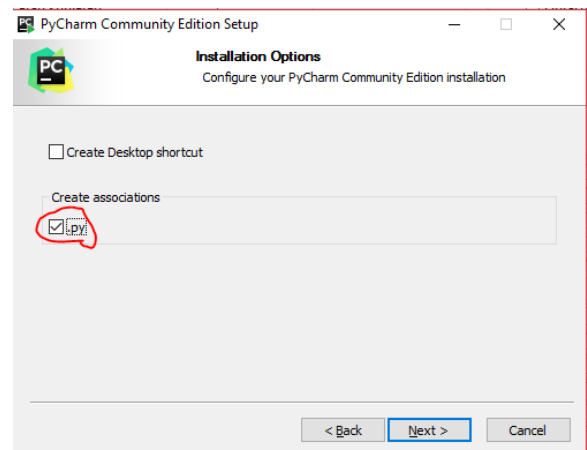 PyCharm Community Edition Setup
PC
Installation Options
Configure your PyCharm Community Edition installation
Create Desktop shortcut
Create associations
.py
< Back
Next >
Cancel